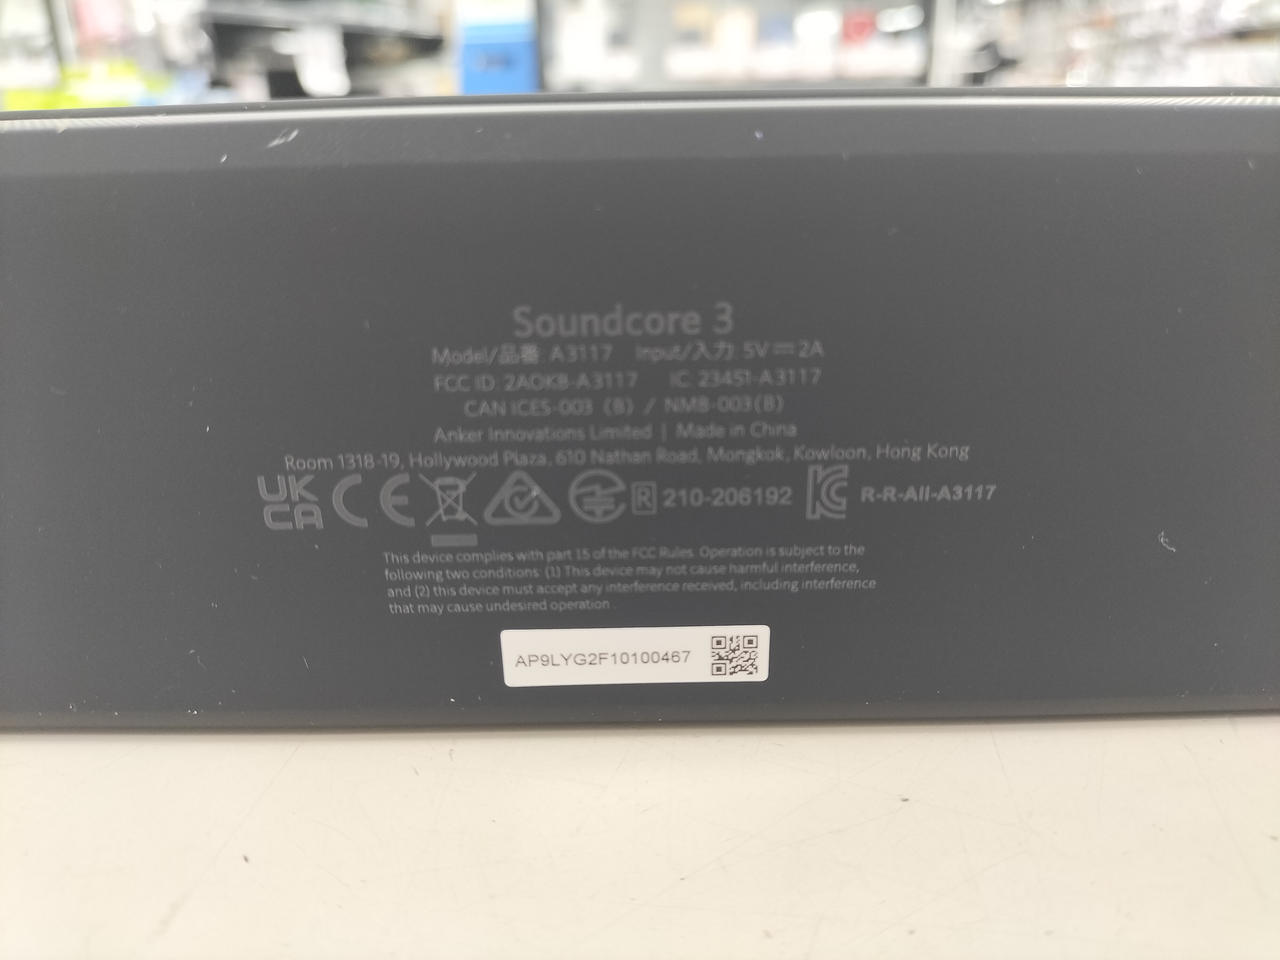 Soundcore 3
Model/品番: A3117 Input/入力: 5V⎓2A
FCC ID: 2AOKB-A3117 IC: 23451-A3117
CAN ICES-003 (B) / NMB-003(B)
Anker Innovations Limited | Made in China
Room 1318-19, Hollywood Plaza, 610 Nathan Road, Mongkok, Kowloon, Hong Kong
UK CA CE R 210-206192 R-R-AII-A3117
This device complies with part 15 of the FCC Rules. Operation is subject to the
following two conditions: (1) This device may not cause harmful interference,
and (2) this device must accept any interference received, including interference
that may cause undesired operation.
AP9LYG2F10100467